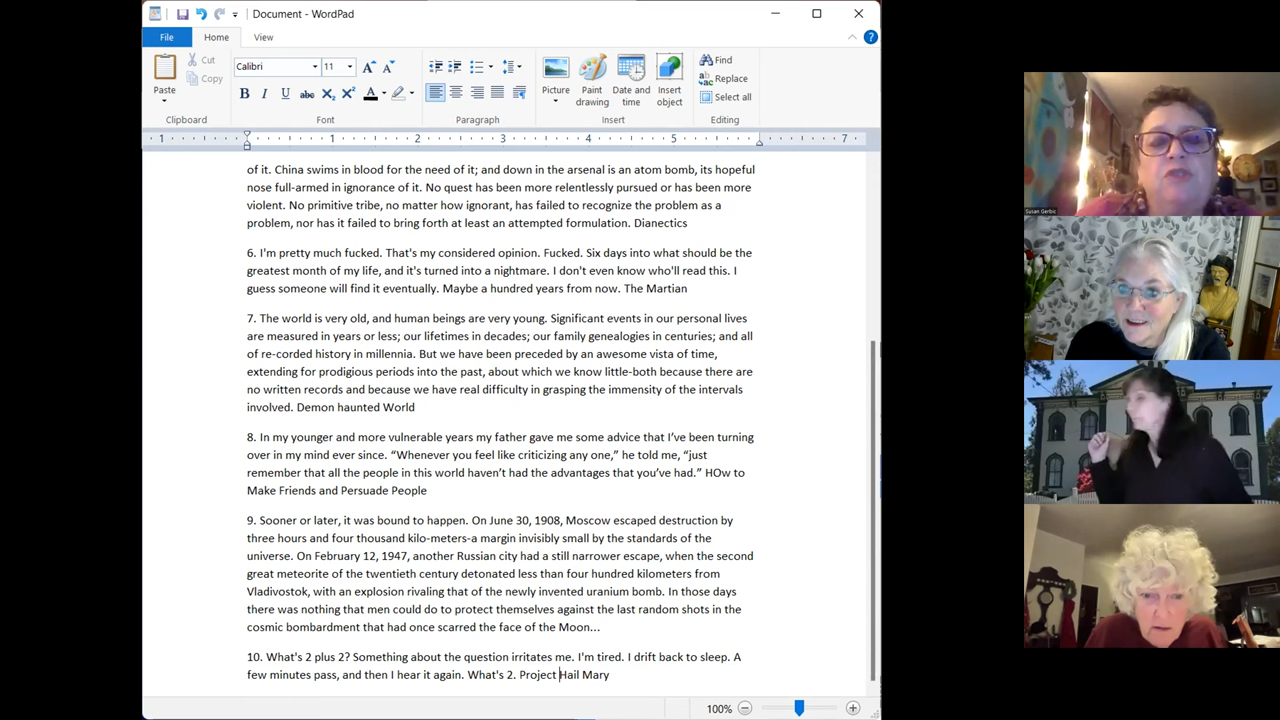 Document - WordPad
File
Home
View
Paste
Cut
Copy
Clipboard
Calibri
11
Font
Paragraph
Picture
Paint
drawing
Date and
time
Insert
object
Insert
Find
Replace
Select all
Editing
1 1 2 3 4 5 7
of it. China swims in blood for the need of it; and down in the arsenal is an atom bomb, its hopeful
nose full-armed in ignorance of it. No quest has been more relentlessly pursued or has been more
violent. No primitive tribe, no matter how ignorant, has failed to recognize the problem as a
problem, nor has it failed to bring forth at least an attempted formulation. Dianectics
6. I'm pretty much fucked. That's my considered opinion. Fucked. Six days into what should be the
greatest month of my life, and it's turned into a nightmare. I don't even know who'll read this. I
guess someone will find it eventually. Maybe a hundred years from now. The Martian
7. The world is very old, and human beings are very young. Significant events in our personal lives
are measured in years or less; our lifetimes in decades; our family genealogies in centuries; and all
of re-corded history in millennia. But we have been preceded by an awesome vista of time,
extending for prodigious periods into the past, about which we know little-both because there are
no written records and because we have real difficulty in grasping the immensity of the intervals
involved. Demon haunted World
8. In my younger and more vulnerable years my father gave me some advice that I’ve been turning
over in my mind ever since. “Whenever you feel like criticizing any one,” he told me, “just
remember that all the people in this world haven’t had the advantages that you’ve had.” HOw to
Make Friends and Persuade People
9. Sooner or later, it was bound to happen. On June 30, 1908, Moscow escaped destruction by
three hours and four thousand kilo-meters-a margin invisibly small by the standards of the
universe. On February 12, 1947, another Russian city had a still narrower escape, when the second
great meteorite of the twentieth century detonated less than four hundred kilometers from
Vladivostok, with an explosion rivaling that of the newly invented uranium bomb. In those days
there was nothing that men could do to protect themselves against the last random shots in the
cosmic bombardment that had once scarred the face of the Moon...
10. What's 2 plus 2? Something about the question irritates me. I'm tired. I drift back to sleep. A
few minutes pass, and then I hear it again. What's 2. Project Hail Mary
100%
Susan Gerbic